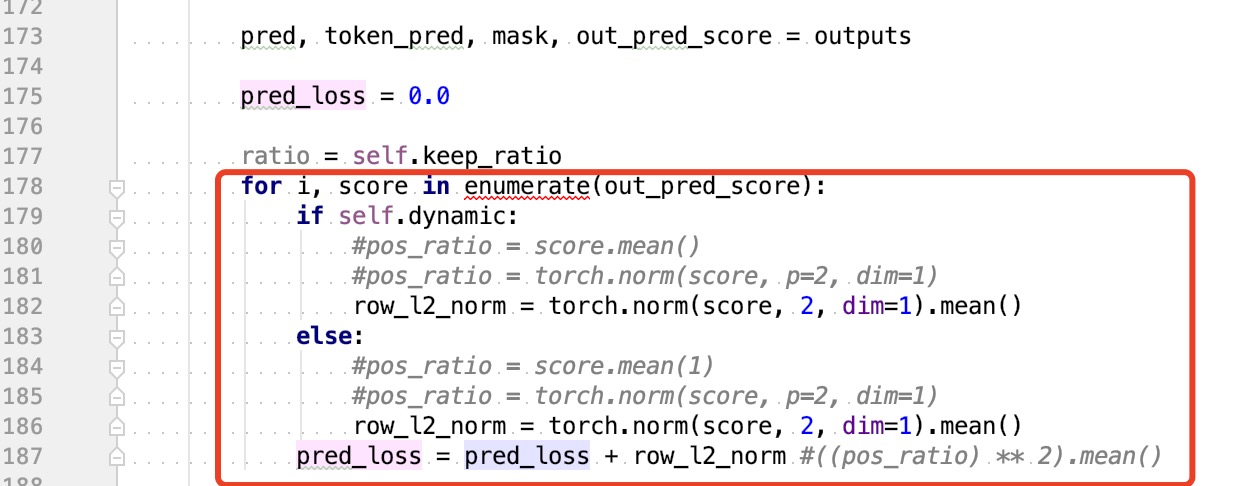 172
173 pred, token_pred, mask, out_pred_score = outputs
174
175 pred_loss = 0.0
176
177 ratio = self.keep_ratio
178 for i, score in enumerate(out_pred_score):
179 if self.dynamic:
180 #pos_ratio = score.mean()
181 #pos_ratio = torch.norm(score, p=2, dim=1)
182 row_l2_norm = torch.norm(score, 2, dim=1).mean()
183 else:
184 #pos_ratio = score.mean(1)
185 #pos_ratio = torch.norm(score, p=2, dim=1)
186 row_l2_norm = torch.norm(score, 2, dim=1).mean()
187 pred_loss = pred_loss + row_l2_norm #((pos_ratio) ** 2).mean()
188